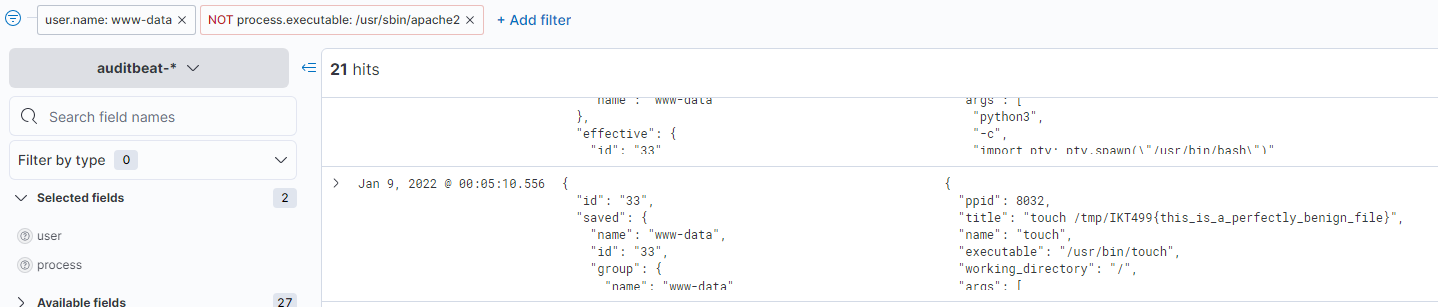 user.name: www-data × NOT process.executable: /usr/sbin/apache2 × + Add filter
auditbeat-*
21 hits
Search field names
Filter by type 0
Selected fields 2
user
process
Available fields 27
name": "www-data"
},
"effective": {
"id": "33"
"args": [
"python3",
"-c",
"import pty; pty.spawn(\"/usr/bin/bash\")"
Jan 9, 2022 @ 00:05:10.556
{
"id": "33",
"saved": {
"name": "www-data",
"id": "33",
"group": {
"name": "www-data"
{
"ppid": 8032,
"title": "touch /tmp/IKT499{this_is_a_perfectly_benign_file}",
"name": "touch",
"executable": "/usr/bin/touch",
"working_directory": "/",
"args": [